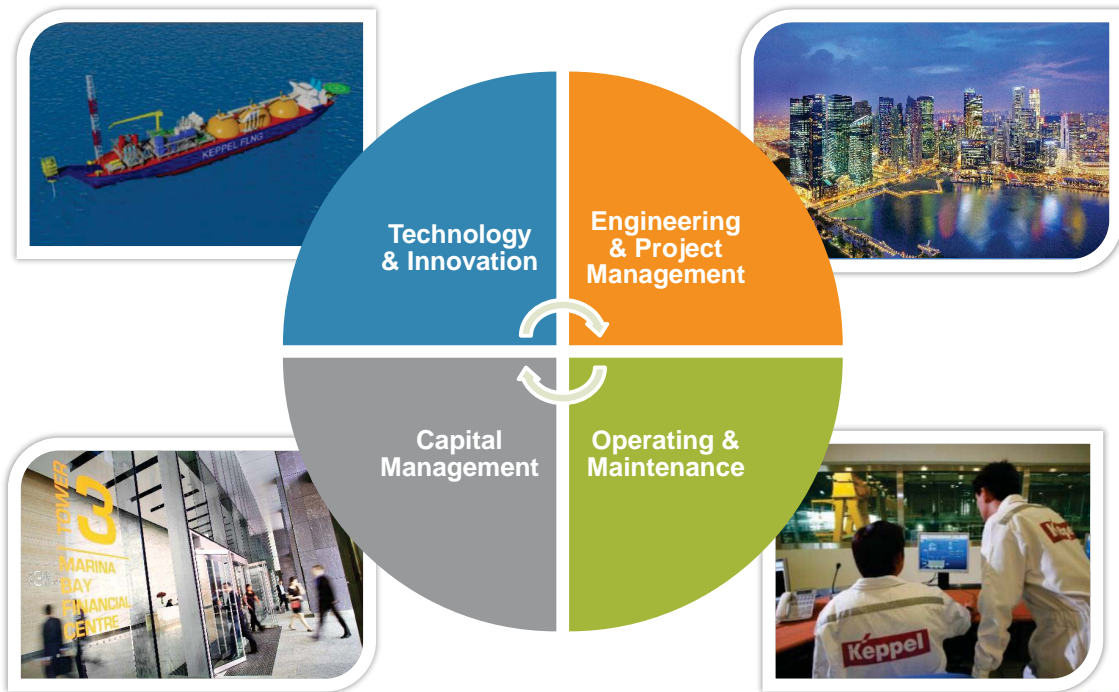 KEPPEL FLNG
Technology
& Innovation
Engineering
& Project
Management
Capital
Management
Operating &
Maintenance
TOWER
3
MARINA
BAY
FINANCIAL
CENTRE
Keppel
Keppel